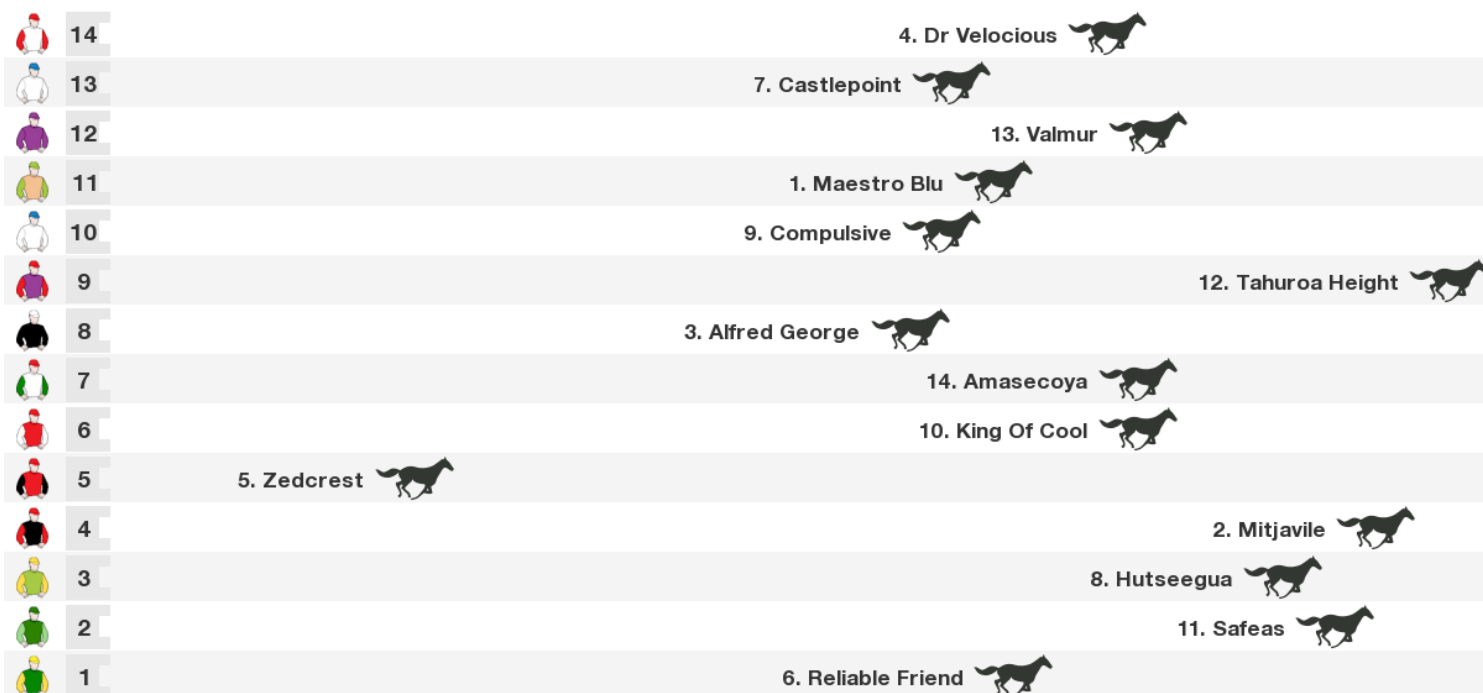 14 4. Dr Velocious
13 7. Castlepoint
12 13. Valmur
11 1. Maestro Blu
10 9. Compulsive
9 12. Tahuroa Height
8 3. Alfred George
7 14. Amasecoya
6 10. King Of Cool
5 5. Zedcrest
4 2. Mitjavile
3 8. Hutseegua
2 11. Safeas
1 6. Reliable Friend